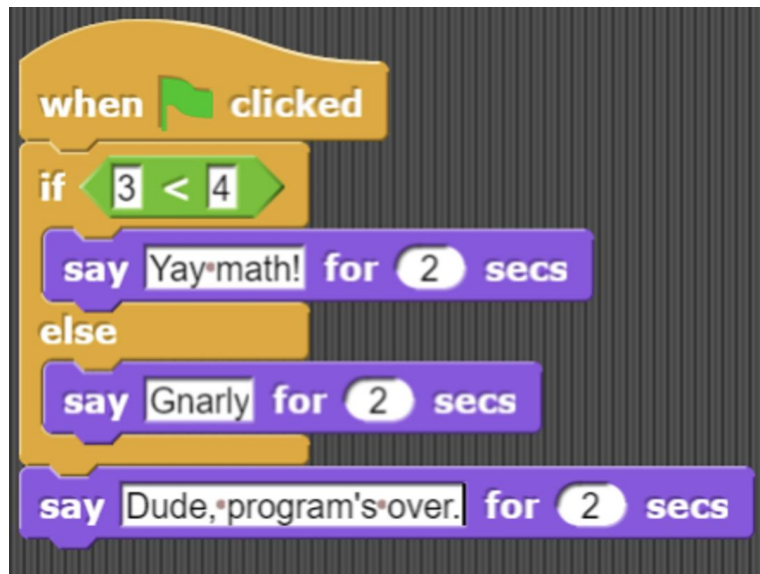 when clicked
if 3 < 4
say Yay math! for 2 secs
else
say Gnarly for 2 secs
say Dude, program's over. for 2 secs